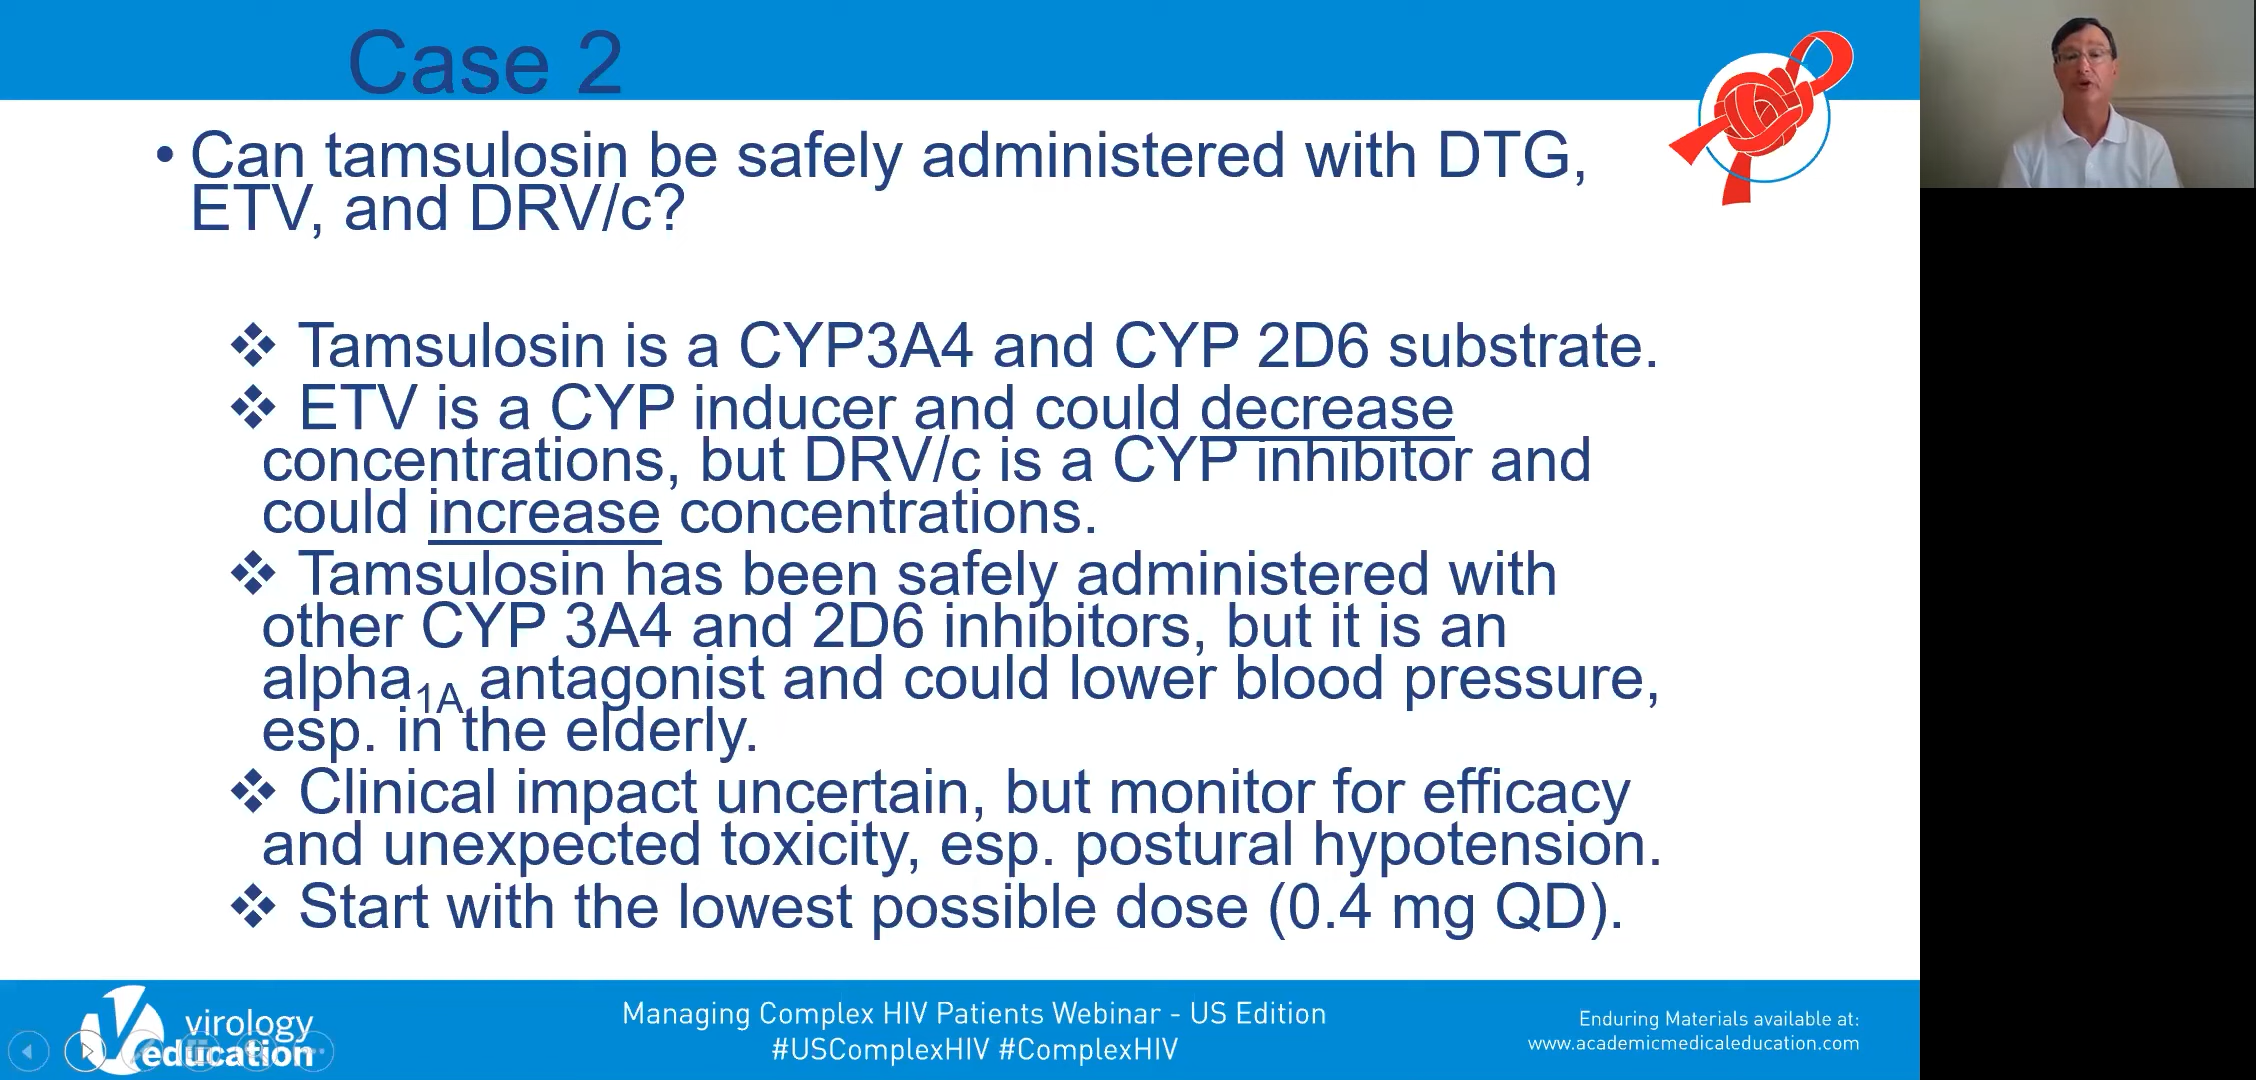 Case 2
• Can tamsulosin be safely administered with DTG,
ETV, and DRV/c?
❖ Tamsulosin is a CYP3A4 and CYP 2D6 substrate.
❖ ETV is a CYP inducer and could decrease
concentrations, but DRV/c is a CYP inhibitor and
could increase concentrations.
❖ Tamsulosin has been safely administered with
other CYP 3A4 and 2D6 inhibitors, but it is an
alpha1A antagonist and could lower blood pressure,
esp. in the elderly.
❖ Clinical impact uncertain, but monitor for efficacy
and unexpected toxicity, esp. postural hypotension.
❖ Start with the lowest possible dose (0.4 mg QD).
virology
education
Managing Complex HIV Patients Webinar - US Edition
#USComplexHIV #ComplexHIV
Enduring Materials available at:
www.academicmedicaleducation.com